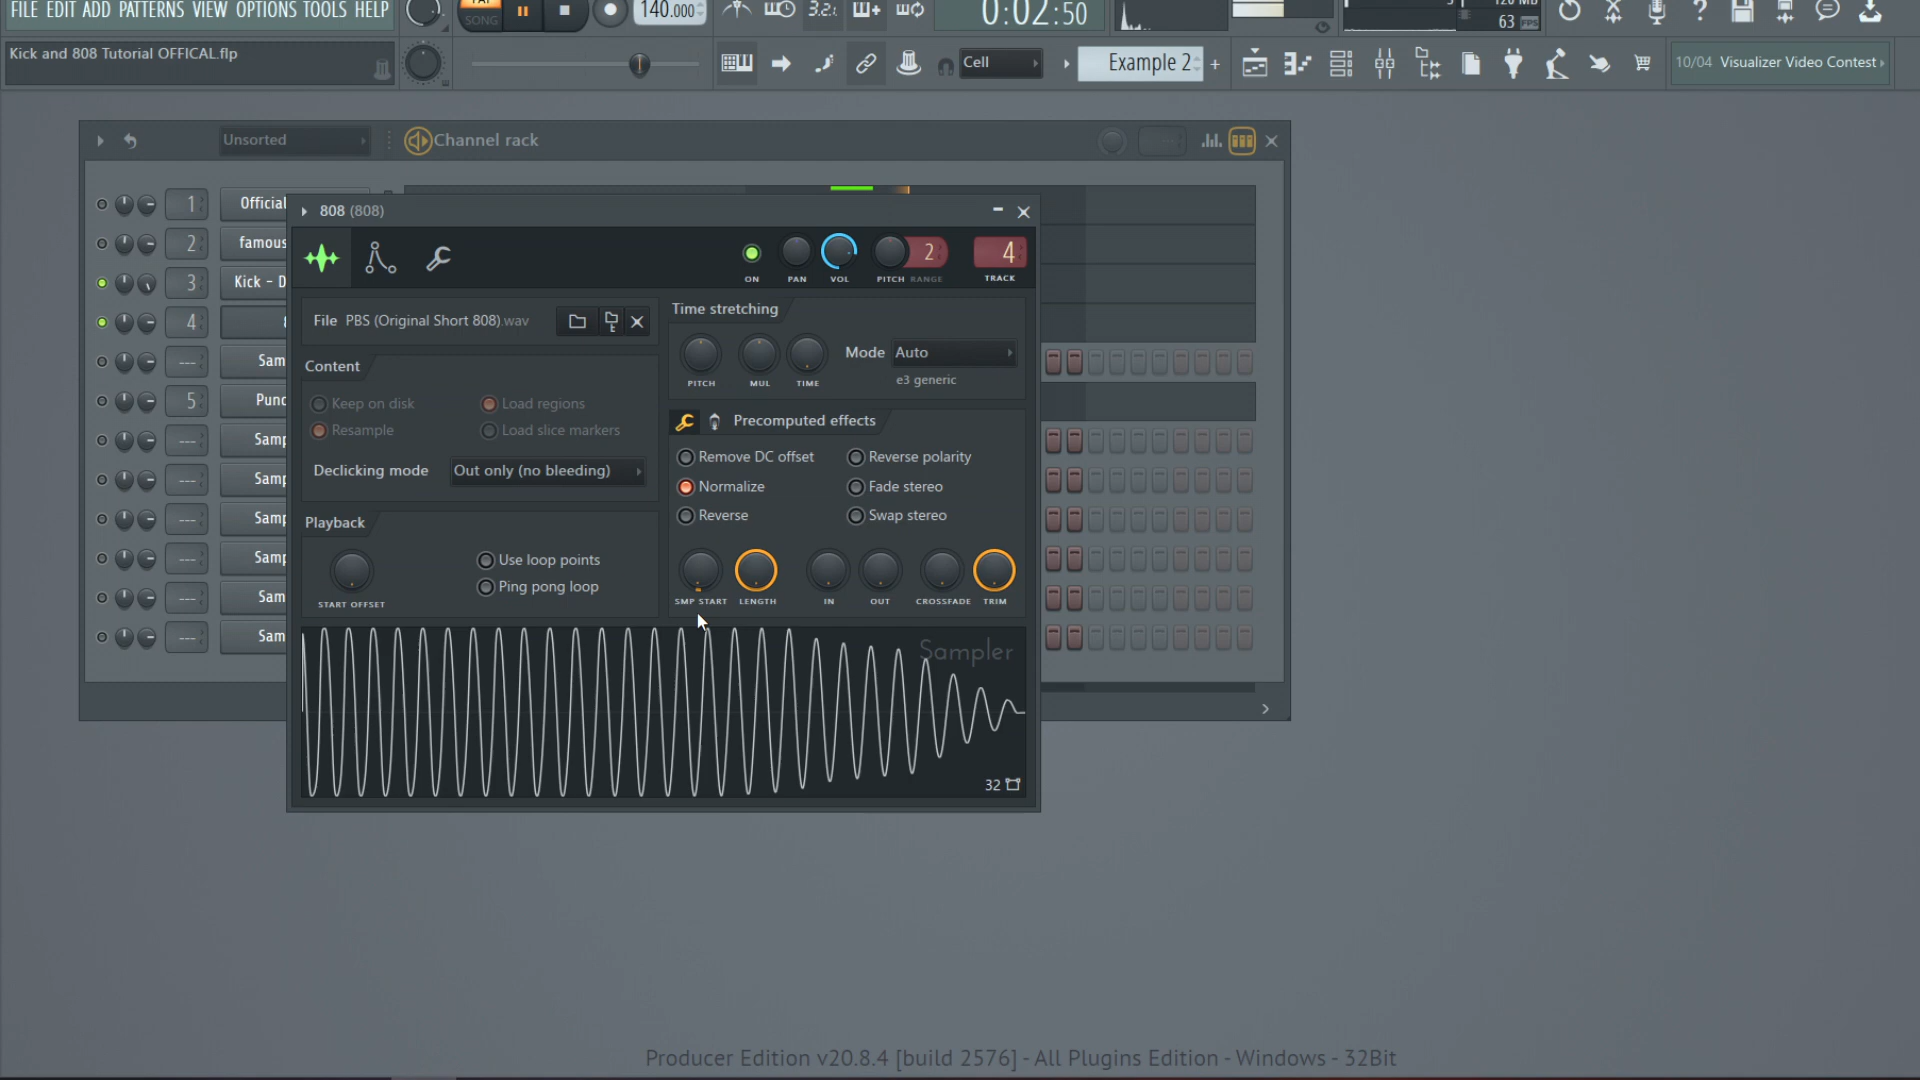 FILE EDIT ADD PATTERNS VIEW OPTIONS TOOLS HELP
SONG
140.000
3.2.
0:02:50
63 FPS
Kick and 808 Tutorial OFFICAL.flp
Cell
Example 2
+
10/04 Visualizer Video Contest
Unsorted
Channel rack
1 Official
2 famous
3 Kick - D
4 8
--- Sam
5 Punc
--- Samp
--- Samp
--- Samp
--- Samp
--- Sam
--- Sam
808 (808)
ON PAN VOL PITCH RANGE 2 4 TRACK
File PBS (Original Short 808).wav
Content
Keep on disk
Load regions
Resample
Load slice markers
Declicking mode Out only (no bleeding)
Playback
START OFFSET
Use loop points
Ping pong loop
Time stretching
PITCH MUL TIME
Mode Auto
e3 generic
Precomputed effects
Remove DC offset
Reverse polarity
Normalize
Fade stereo
Reverse
Swap stereo
SMP START LENGTH IN OUT CROSSFADE TRIM
Sampler
32
Producer Edition v20.8.4 [build 2576] - All Plugins Edition - Windows - 32Bit